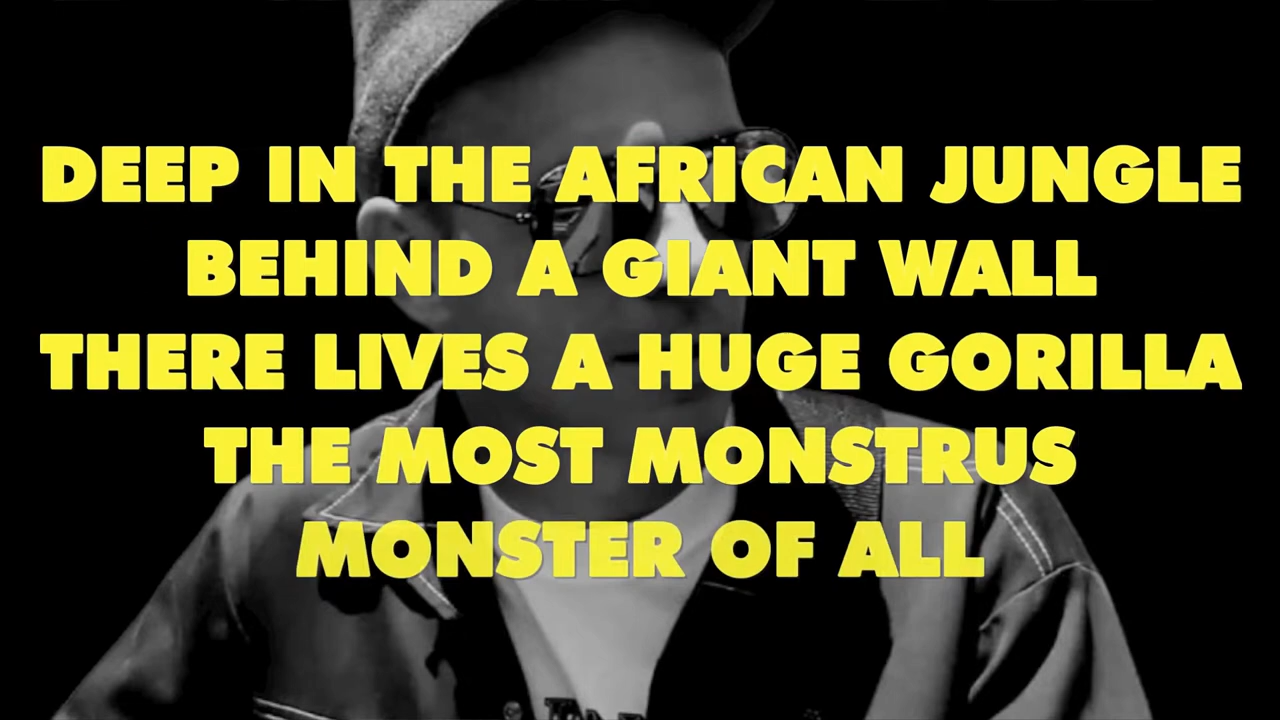 DEEP IN THE AFRICAN JUNGLE
BEHIND A GIANT WALL
THERE LIVES A HUGE GORILLA
THE MOST MONSTRUS
MONSTER OF ALL